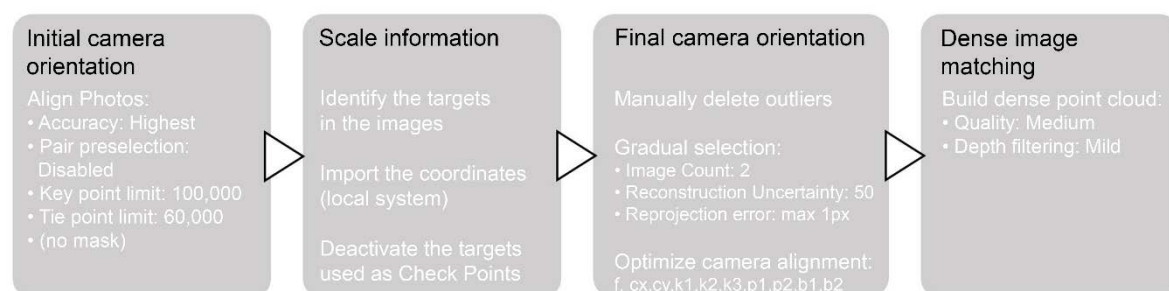 Initial camera
orientation
Align Photos:
• Accuracy: Highest
• Pair preselection:
Disabled
• Key point limit: 100,000
• Tie point limit: 60,000
• (no mask)
Scale information
Identify the targets
in the images
Import the coordinates
(local system)
Deactivate the targets
used as Check Points
Final camera orientation
Manually delete outliers
Gradual selection:
• Image Count: 2
• Reconstruction Uncertainty: 50
• Reprojection error: max 1px
Optimize camera alignment:
f, cx,cy,k1,k2,k3,p1,p2,b1,b2
Dense image
matching
Build dense point cloud:
• Quality: Medium
• Depth filtering: Mild